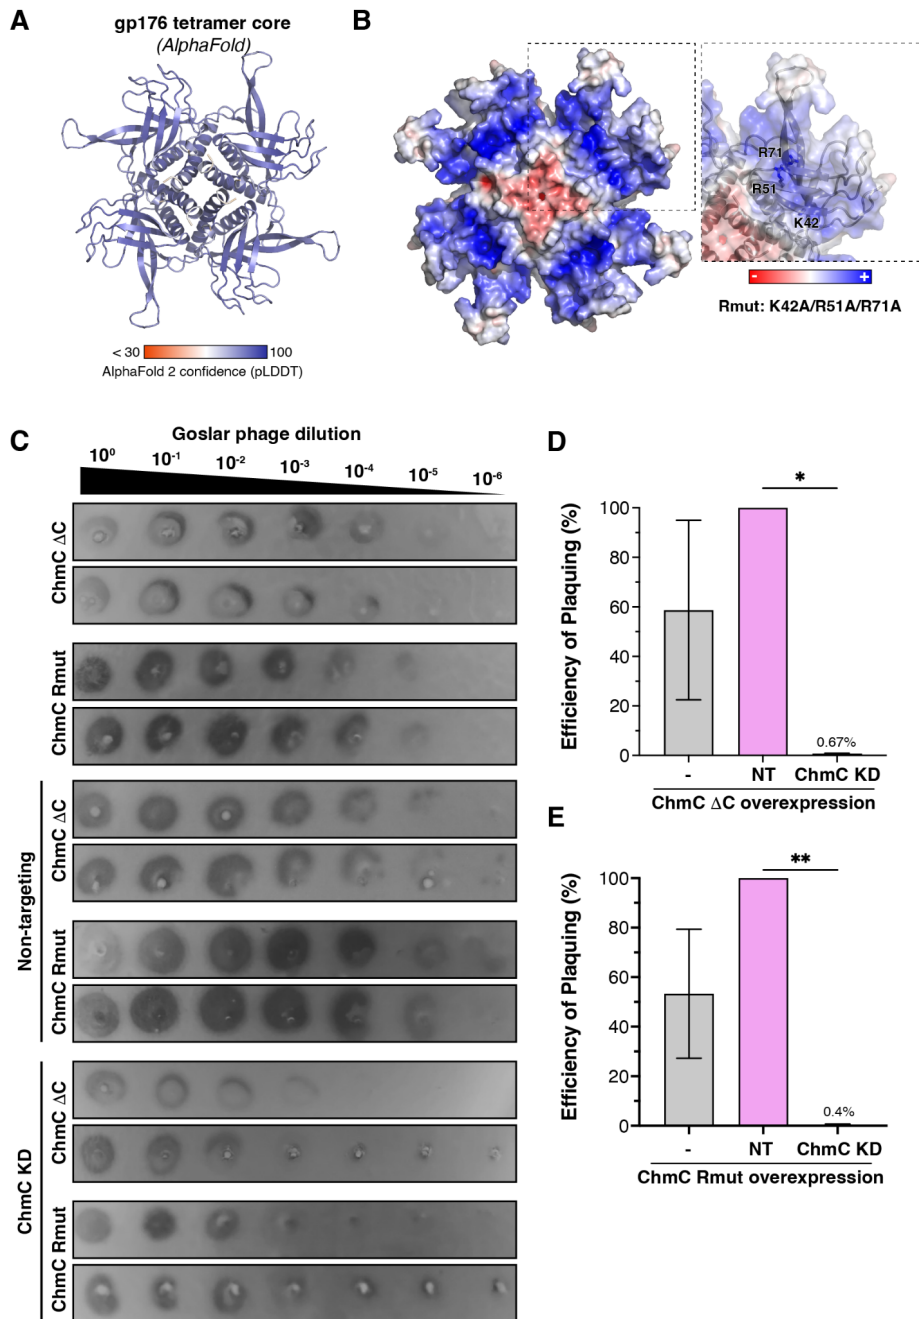 A
gp176 tetramer core
(AlphaFold)
< 30
100
AlphaFold 2 confidence (pLDDT)
B
R71
R51
K42
-
+
Rmut: K42A/R51A/R71A
C
Goslar phage dilution
10⁰ 10⁻¹ 10⁻² 10⁻³ 10⁻⁴ 10⁻⁵ 10⁻⁶
ChmC ΔC
ChmC Rmut
Non-targeting
ChmC ΔC
ChmC Rmut
ChmC KD
ChmC ΔC
ChmC Rmut
D
Efficiency of Plaquing (%)
100
80
60
40
20
0
*
0.67%
- NT ChmC KD
ChmC ΔC overexpression
E
Efficiency of Plaquing (%)
100
80
60
40
20
0
**
0.4%
- NT ChmC KD
ChmC Rmut overexpression